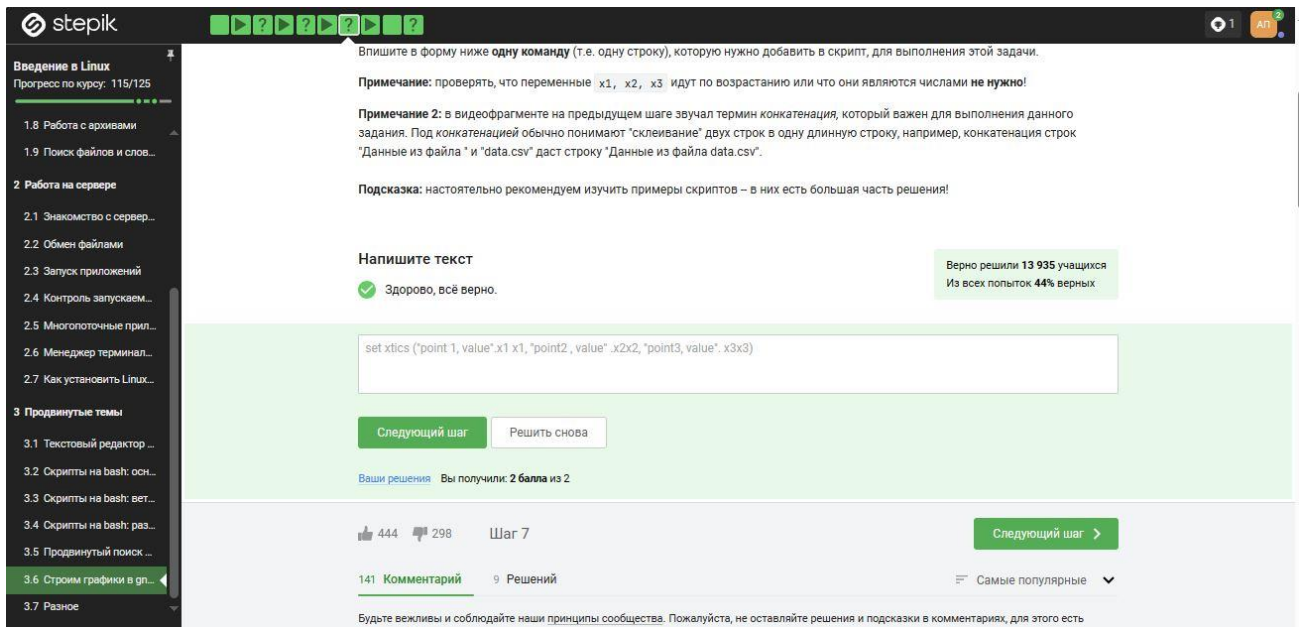 stepik
1
АП
2
Введение в Linux
Прогресс по курсу: 115/125
1.8 Работа с архивами
1.9 Поиск файлов и слов...
2 Работа на сервере
2.1 Знакомство с сервер...
2.2 Обмен файлами
2.3 Запуск приложений
2.4 Контроль запускаем...
2.5 Многопоточные прил...
2.6 Менеджер терминал...
2.7 Как установить Linux...
3 Продвинутые темы
3.1 Текстовый редактор ...
3.2 Скрипты на bash: осн...
3.3 Скрипты на bash: вет...
3.4 Скрипты на bash: раз...
3.5 Продвинутый поиск ...
3.6 Строим графики в gn...
3.7 Разное
Впишите в форму ниже одну команду (т.е. одну строку), которую нужно добавить в скрипт, для выполнения этой задачи.
Примечание: проверять, что переменные x1, x2, x3 идут по возрастанию или что они являются числами не нужно!
Примечание 2: в видеофрагменте на предыдущем шаге звучал термин конкатенация, который важен для выполнения данного
задания. Под конкатенацией обычно понимают "склеивание" двух строк в одну длинную строку, например, конкатенация строк
"Данные из файла " и "data.csv" даст строку "Данные из файла data.csv".
Подсказка: настоятельно рекомендуем изучить примеры скриптов – в них есть большая часть решения!
Напишите текст
Здорово, всё верно.
Верно решили 13 935 учащихся
Из всех попыток 44% верных
set xtics ("point 1, value".x1 x1, "point2 , value" .x2x2, "point3, value". x3x3)
Следующий шаг
Решить снова
Ваши решения Вы получили: 2 балла из 2
444 298 Шаг 7
Следующий шаг
141 Комментарий 9 Решений
Самые популярные
Будьте вежливы и соблюдайте наши принципы сообщества. Пожалуйста, не оставляйте решения и подсказки в комментариях, для этого есть